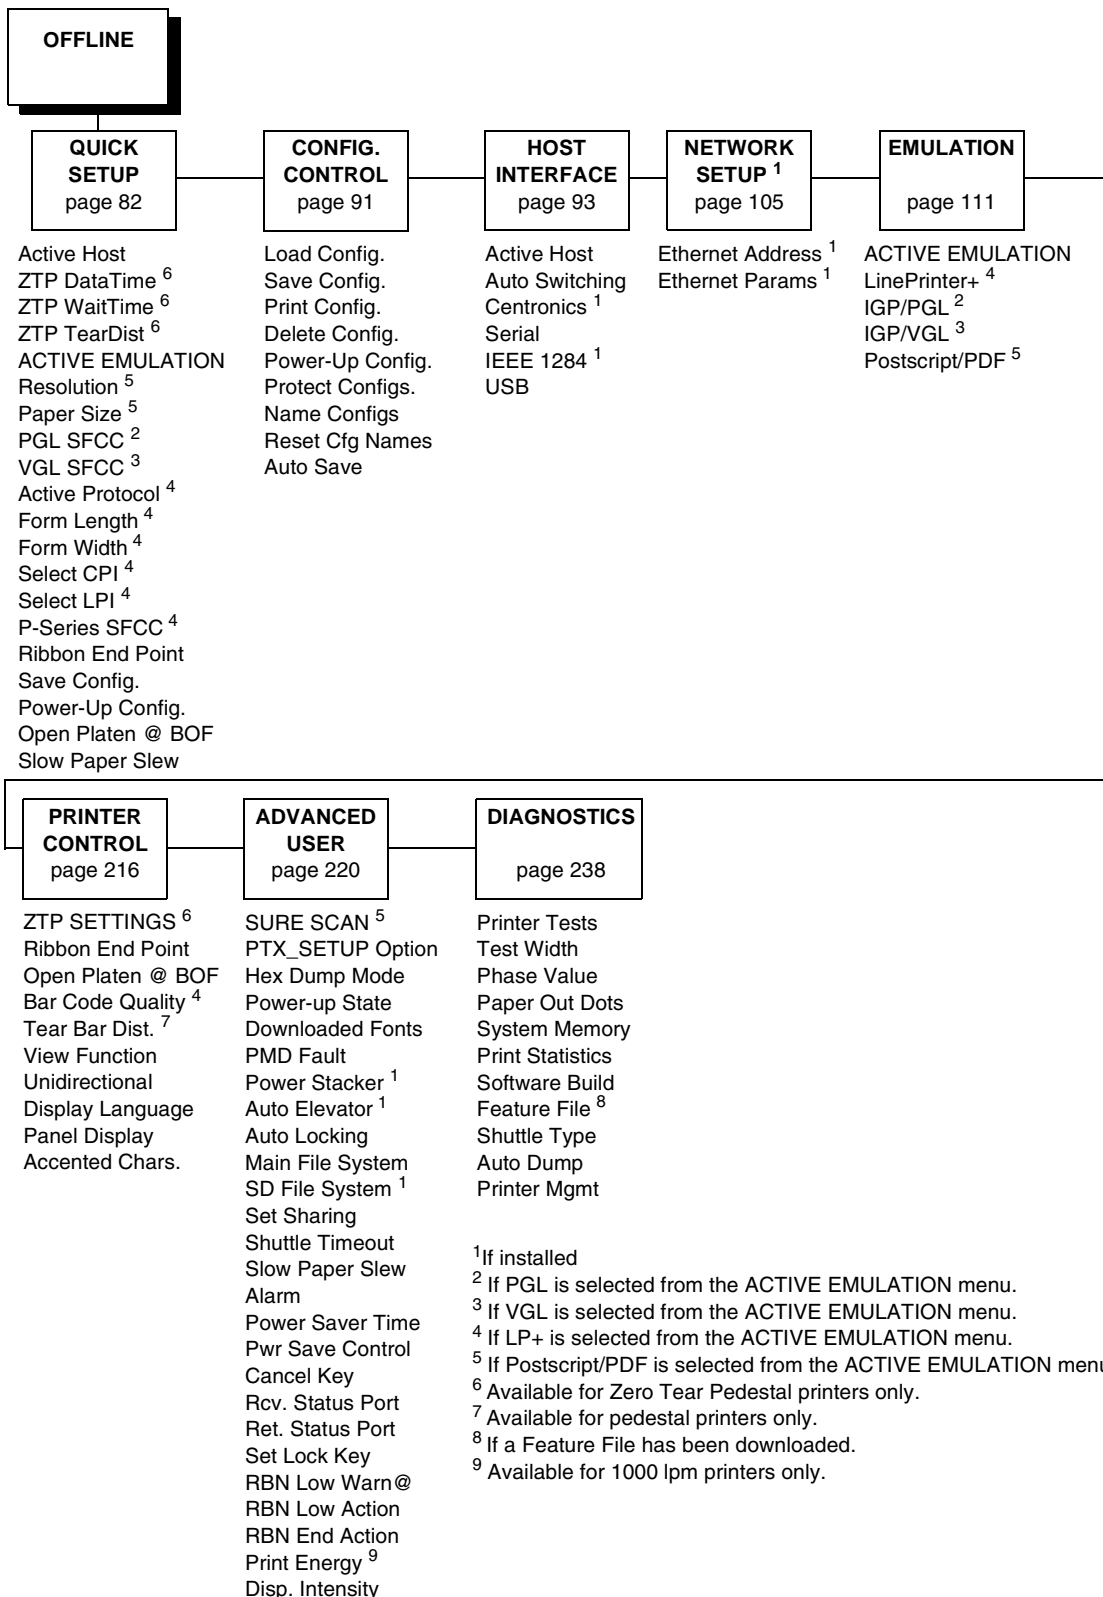 OFFLINE
QUICK
SETUP
page 82
CONFIG.
CONTROL
page 91
HOST
INTERFACE
page 93
NETWORK
SETUP 1
page 105
EMULATION
page 111
Active Host
ZTP DataTime 6
ZTP WaitTime 6
ZTP TearDist 6
ACTIVE EMULATION
Resolution 5
Paper Size 5
PGL SFCC 2
VGL SFCC 3
Active Protocol 4
Form Length 4
Form Width 4
Select CPI 4
Select LPI 4
P-Series SFCC 4
Ribbon End Point
Save Config.
Power-Up Config.
Open Platen @ BOF
Slow Paper Slew
Load Config.
Save Config.
Print Config.
Delete Config.
Power-Up Config.
Protect Configs.
Name Configs
Reset Cfg Names
Auto Save
Active Host
Auto Switching
Centronics 1
Serial
IEEE 1284 1
USB
Ethernet Address 1
Ethernet Params 1
ACTIVE EMULATION
LinePrinter+ 4
IGP/PGL 2
IGP/VGL 3
Postscript/PDF 5
PRINTER
CONTROL
page 216
ADVANCED
USER
page 220
DIAGNOSTICS
page 238
ZTP SETTINGS 6
Ribbon End Point
Open Platen @ BOF
Bar Code Quality 4
Tear Bar Dist. 7
View Function
Unidirectional
Display Language
Panel Display
Accented Chars.
SURE SCAN 5
PTX_SETUP Option
Hex Dump Mode
Power-up State
Downloaded Fonts
PMD Fault
Power Stacker 1
Auto Elevator 1
Auto Locking
Main File System
SD File System 1
Set Sharing
Shuttle Timeout
Slow Paper Slew
Alarm
Power Saver Time
Pwr Save Control
Cancel Key
Rcv. Status Port
Ret. Status Port
Set Lock Key
RBN Low Warn@
RBN Low Action
RBN End Action
Print Energy 9
Disp. Intensity
Printer Tests
Test Width
Phase Value
Paper Out Dots
System Memory
Print Statistics
Software Build
Feature File 8
Shuttle Type
Auto Dump
Printer Mgmt
1 If installed
2 If PGL is selected from the ACTIVE EMULATION menu.
3 If VGL is selected from the ACTIVE EMULATION menu.
4 If LP+ is selected from the ACTIVE EMULATION menu.
5 If Postscript/PDF is selected from the ACTIVE EMULATION menu
6 Available for Zero Tear Pedestal printers only.
7 Available for pedestal printers only.
8 If a Feature File has been downloaded.
9 Available for 1000 lpm printers only.